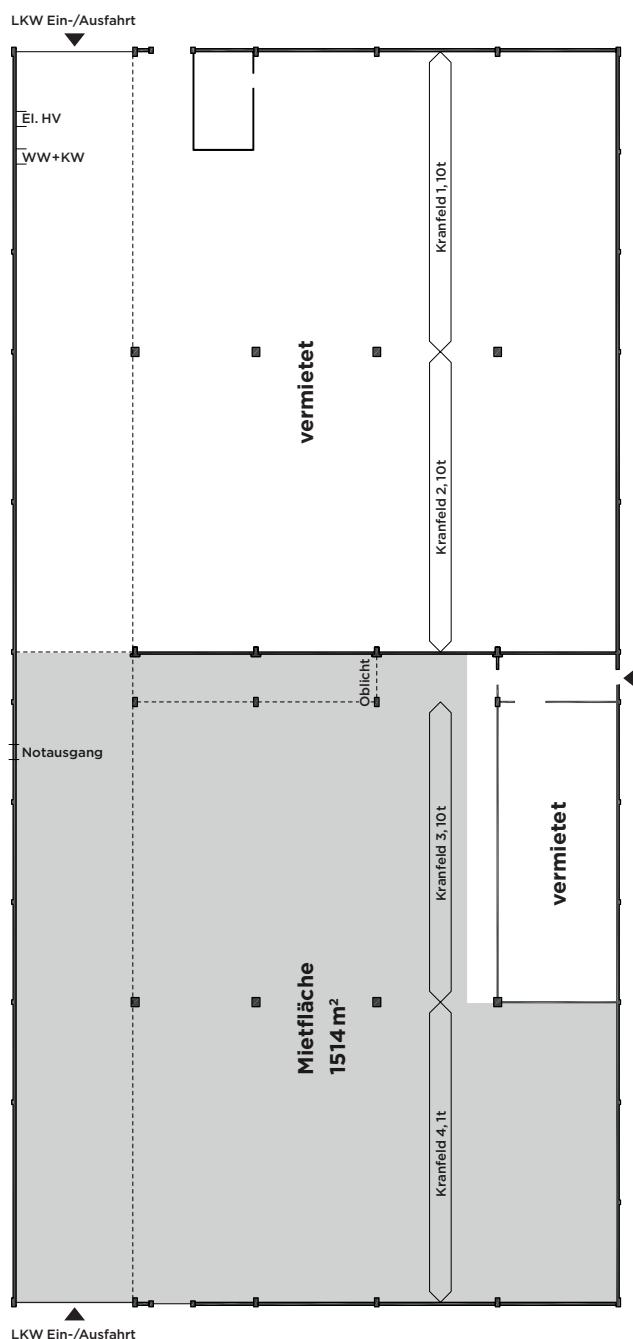 LKW Ein-/Ausfahrt
El. HV
WW+KW
Kranfeld 1, 10t
vermietet
Kranfeld 2, 10t
Oblicht
Notausgang
Kranfeld 3, 10t
vermietet
Mietfläche
1514 m²
Kranfeld 4, 1t
LKW Ein-/Ausfahrt